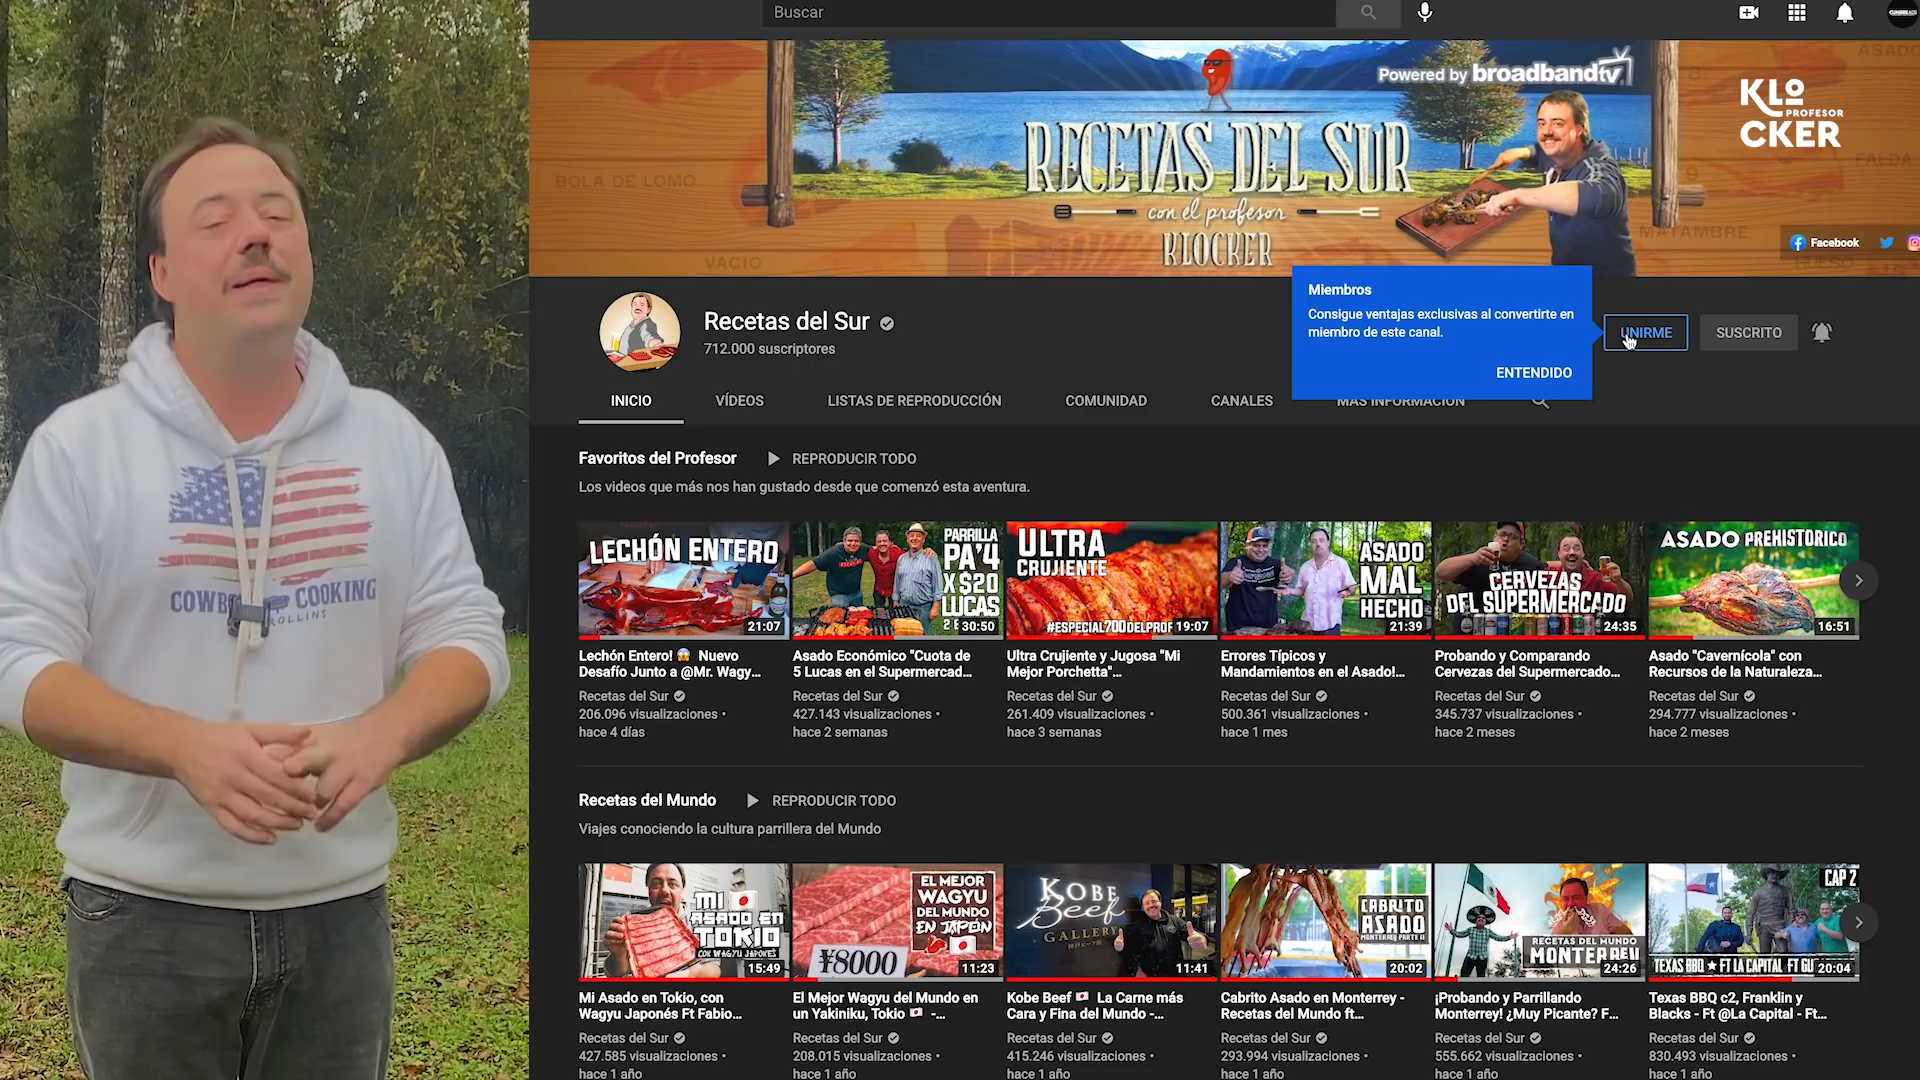 Buscar
Powered by broadbandtv
ASADO
KLOCKER
PROFESOR
FALDA
BOLA DE LOMO
RECETAS DEL SUR
con el profesor
KLOCKER
VACIO
MATAMBRE
Facebook
Miembros
Consigue ventajas exclusivas al convertirte en
miembro de este canal.
ENTENDIDO
Recetas del Sur
712.000 suscriptores
UNIRME
SUSCRITO
INICIO
VÍDEOS
LISTAS DE REPRODUCCIÓN
COMUNIDAD
CANALES
MÁS INFORMACIÓN
Favoritos del Profesor
REPRODUCIR TODO
Los videos que más nos han gustado desde que comenzó esta aventura.
COOKING
LECHÓN ENTERO
21:07
PARRILLA
PA'4
X $20
LUCAS
30:50
ULTRA
CRUJIENTE
#ESPECIAL700DELPROF
19:07
ASADO
MAL
HECHO
21:39
CERVEZAS
DEL SUPERMERCADO
24:35
ASADO PREHISTORICO
16:51
Lechón Entero! 😱 Nuevo
Desafío Junto a @Mr. Wagy...
Recetas del Sur
206.096 visualizaciones •
hace 4 días
Asado Económico "Cuota de
5 Lucas en el Supermercad...
Recetas del Sur
427.143 visualizaciones •
hace 2 semanas
Ultra Crujiente y Jugosa "Mi
Mejor Porchetta"...
Recetas del Sur
261.409 visualizaciones •
hace 3 semanas
Errores Típicos y
Mandamientos en el Asado!...
Recetas del Sur
500.361 visualizaciones •
hace 1 mes
Probando y Comparando
Cervezas del Supermercado...
Recetas del Sur
345.737 visualizaciones •
hace 2 meses
Asado "Cavernícola" con
Recursos de la Naturaleza...
Recetas del Sur
294.777 visualizaciones •
hace 2 meses
Recetas del Mundo
REPRODUCIR TODO
Viajes conociendo la cultura parrillera del Mundo
MI
ASADO EN
TOKIO
CON WAGYU JAPONÉS
15:49
EL MEJOR
WAGYU
DEL MUNDO
EN JAPON
¥8000
11:23
KOBE
Beef
GALLERY
11:41
CABRITO
ASADO
MONTERREY PARTE II
20:02
RECETAS DEL MUNDO
MONTERREY
24:26
CAP 2
TEXAS BBQ ★ FT LA CAPITAL FT GU
20:04
Mi Asado en Tokio, con
Wagyu Japonés Ft Fabio...
Recetas del Sur
427.585 visualizaciones •
hace 1 año
El Mejor Wagyu del Mundo en
un Yakiniku, Tokio 🇯🇵 -...
Recetas del Sur
208.015 visualizaciones •
hace 1 año
Kobe Beef 🇯🇵 La Carne más
Cara y Fina del Mundo -...
Recetas del Sur
415.246 visualizaciones •
hace 1 año
Cabrito Asado en Monterrey -
Recetas del Mundo ft...
Recetas del Sur
293.994 visualizaciones •
hace 1 año
¡Probando y Parrillando
Monterrey! ¿Muy Picante? F...
Recetas del Sur
555.662 visualizaciones •
hace 1 año
Texas BBQ c2, Franklin y
Blacks - Ft @La Capital - Ft...
Recetas del Sur
830.493 visualizaciones •
hace 1 año